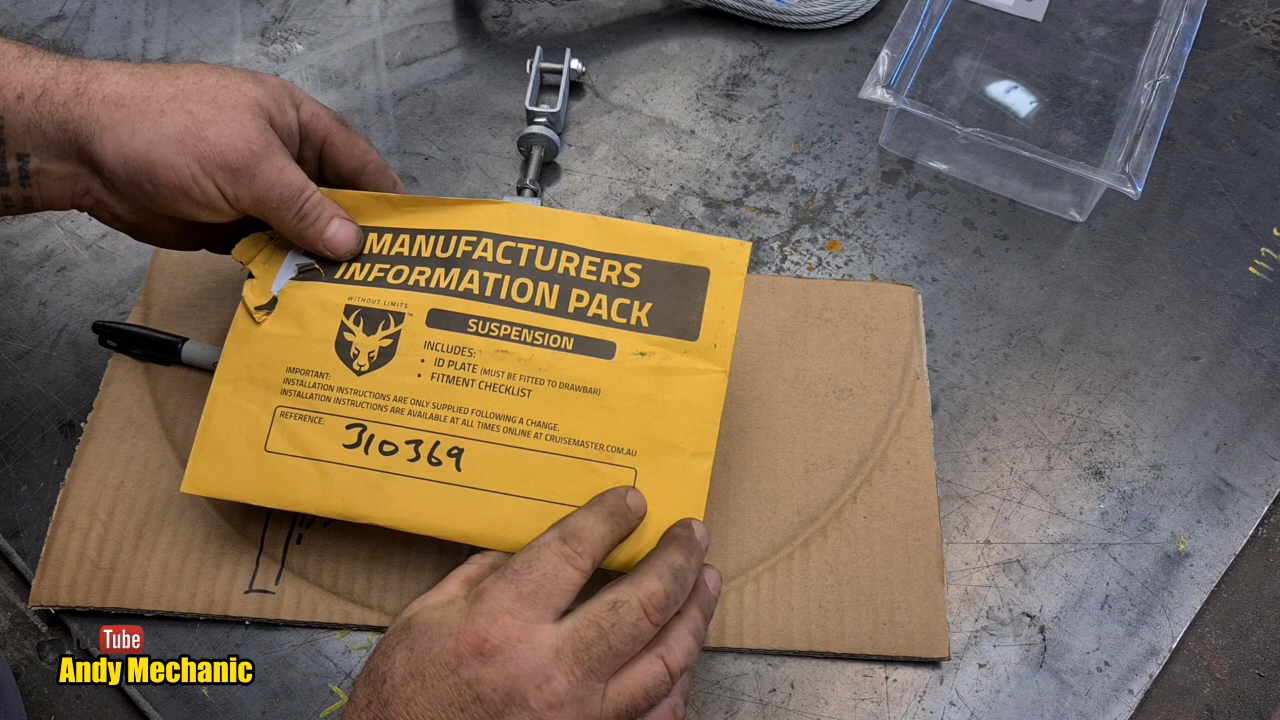 MANUFACTURERS
INFORMATION PACK
WITHOUT LIMITS
TM
SUSPENSION
INCLUDES:
• ID PLATE (MUST BE FITTED TO DRAWBAR)
• FITMENT CHECKLIST
IMPORTANT:
INSTALLATION INSTRUCTIONS ARE ONLY SUPPLIED FOLLOWING A CHANGE.
INSTALLATION INSTRUCTIONS ARE AVAILABLE AT ALL TIMES ONLINE AT CRUISEMASTER.COM.AU
REFERENCE: 310369
Tube
Andy Mechanic